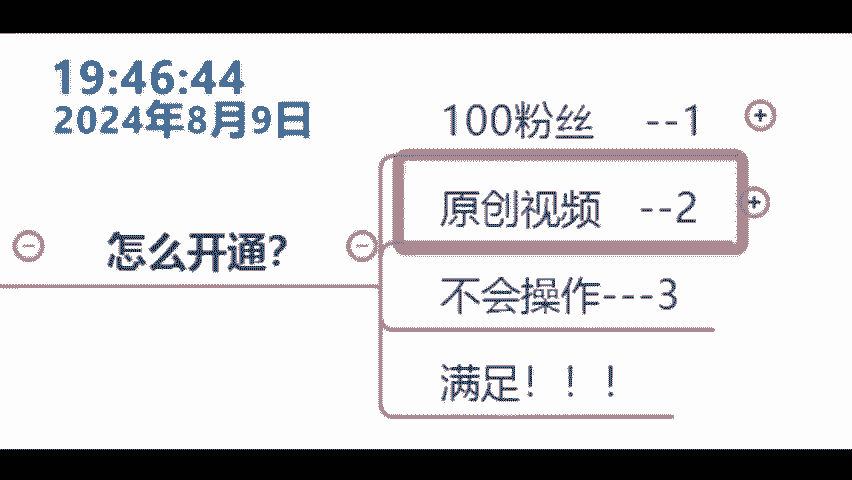 19:46:44
2024年8月9日
怎么开通？
100粉丝 --1
原创视频 --2
不会操作---3
满足！！！